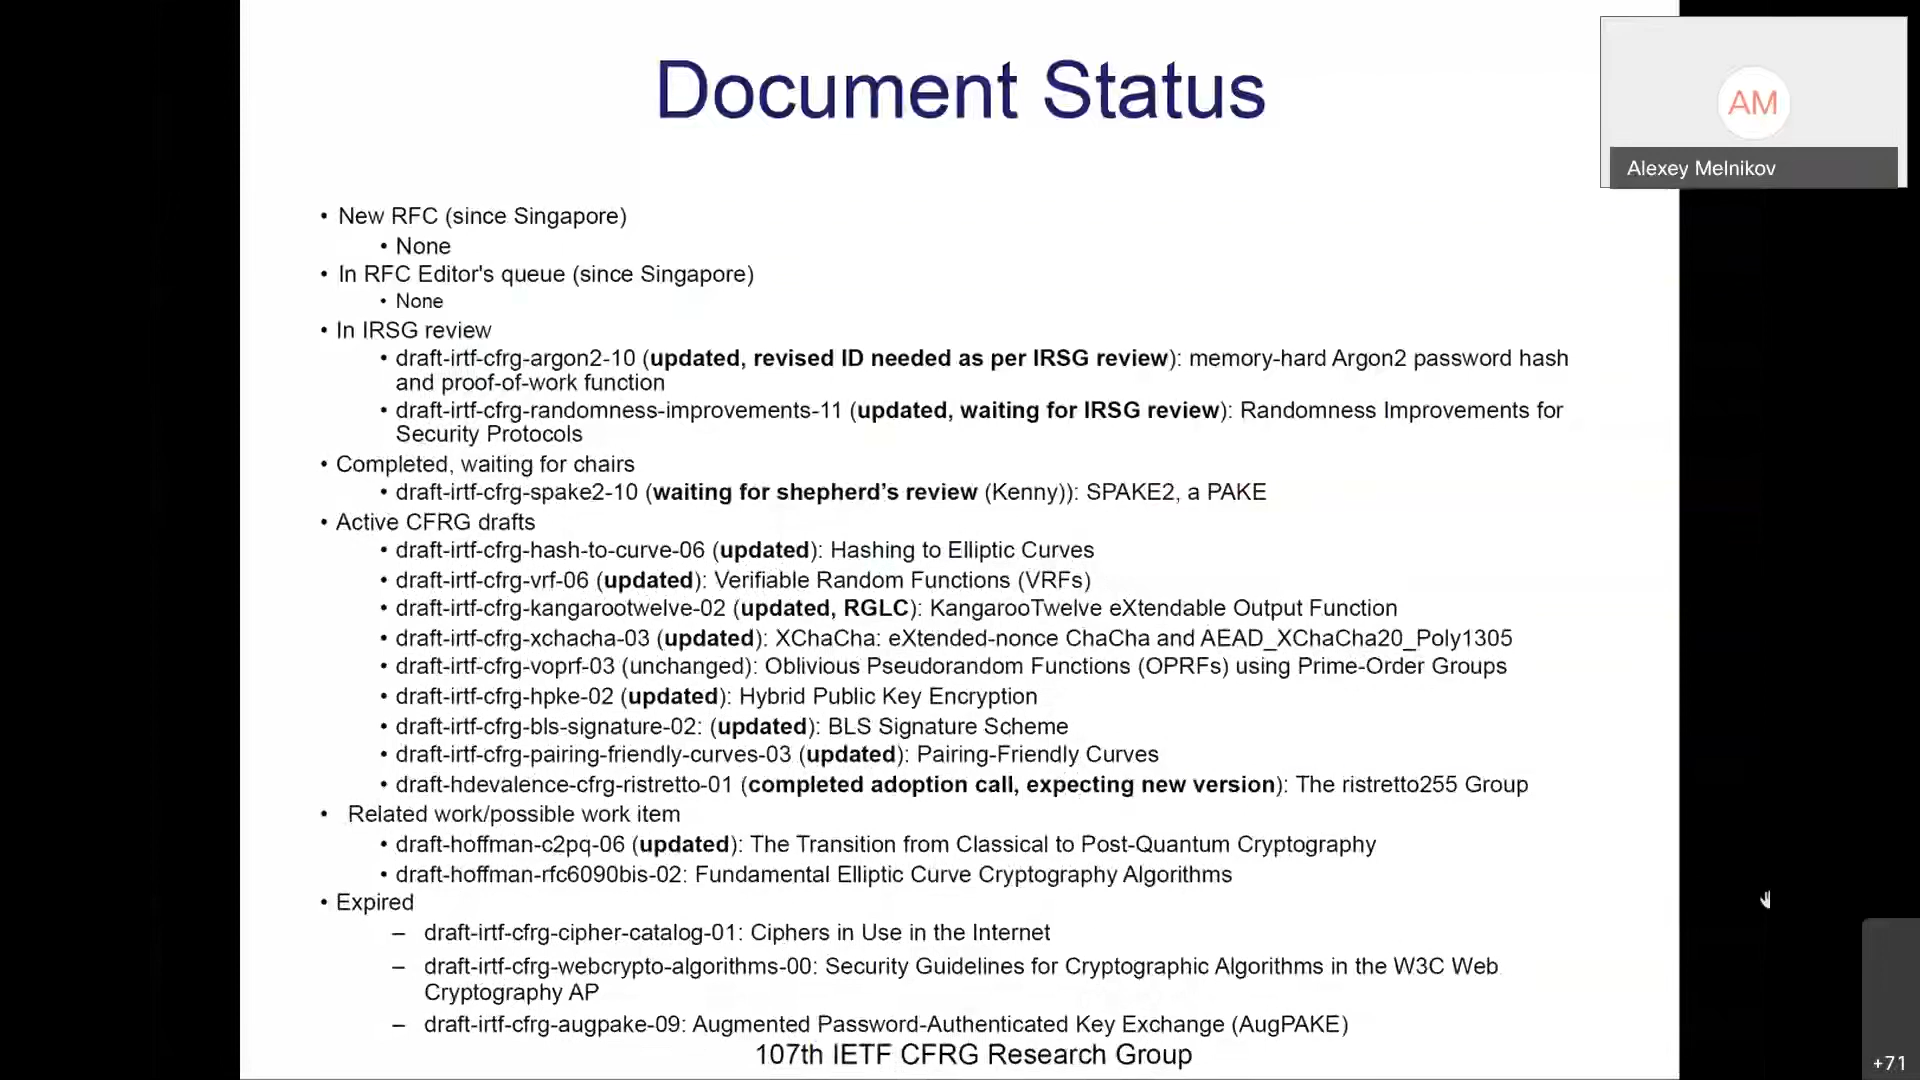 Document Status
AM
Alexey Melnikov
• New RFC (since Singapore)
• None
• In RFC Editor's queue (since Singapore)
• None
• In IRSG review
• draft-irtf-cfrg-argon2-10 (updated, revised ID needed as per IRSG review): memory-hard Argon2 password hash
and proof-of-work function
• draft-irtf-cfrg-randomness-improvements-11 (updated, waiting for IRSG review): Randomness Improvements for
Security Protocols
• Completed, waiting for chairs
• draft-irtf-cfrg-spake2-10 (waiting for shepherd’s review (Kenny)): SPAKE2, a PAKE
• Active CFRG drafts
• draft-irtf-cfrg-hash-to-curve-06 (updated): Hashing to Elliptic Curves
• draft-irtf-cfrg-vrf-06 (updated): Verifiable Random Functions (VRFs)
• draft-irtf-cfrg-kangarootwelve-02 (updated, RGLC): KangarooTwelve eXtendable Output Function
• draft-irtf-cfrg-xchacha-03 (updated): XChaCha: eXtended-nonce ChaCha and AEAD_XChaCha20_Poly1305
• draft-irtf-cfrg-voprf-03 (unchanged): Oblivious Pseudorandom Functions (OPRFs) using Prime-Order Groups
• draft-irtf-cfrg-hpke-02 (updated): Hybrid Public Key Encryption
• draft-irtf-cfrg-bls-signature-02: (updated): BLS Signature Scheme
• draft-irtf-cfrg-pairing-friendly-curves-03 (updated): Pairing-Friendly Curves
• draft-hdevalence-cfrg-ristretto-01 (completed adoption call, expecting new version): The ristretto255 Group
• Related work/possible work item
• draft-hoffman-c2pq-06 (updated): The Transition from Classical to Post-Quantum Cryptography
• draft-hoffman-rfc6090bis-02: Fundamental Elliptic Curve Cryptography Algorithms
• Expired
– draft-irtf-cfrg-cipher-catalog-01: Ciphers in Use in the Internet
– draft-irtf-cfrg-webcrypto-algorithms-00: Security Guidelines for Cryptographic Algorithms in the W3C Web
Cryptography AP
– draft-irtf-cfrg-augpake-09: Augmented Password-Authenticated Key Exchange (AugPAKE)
107th IETF CFRG Research Group
+71